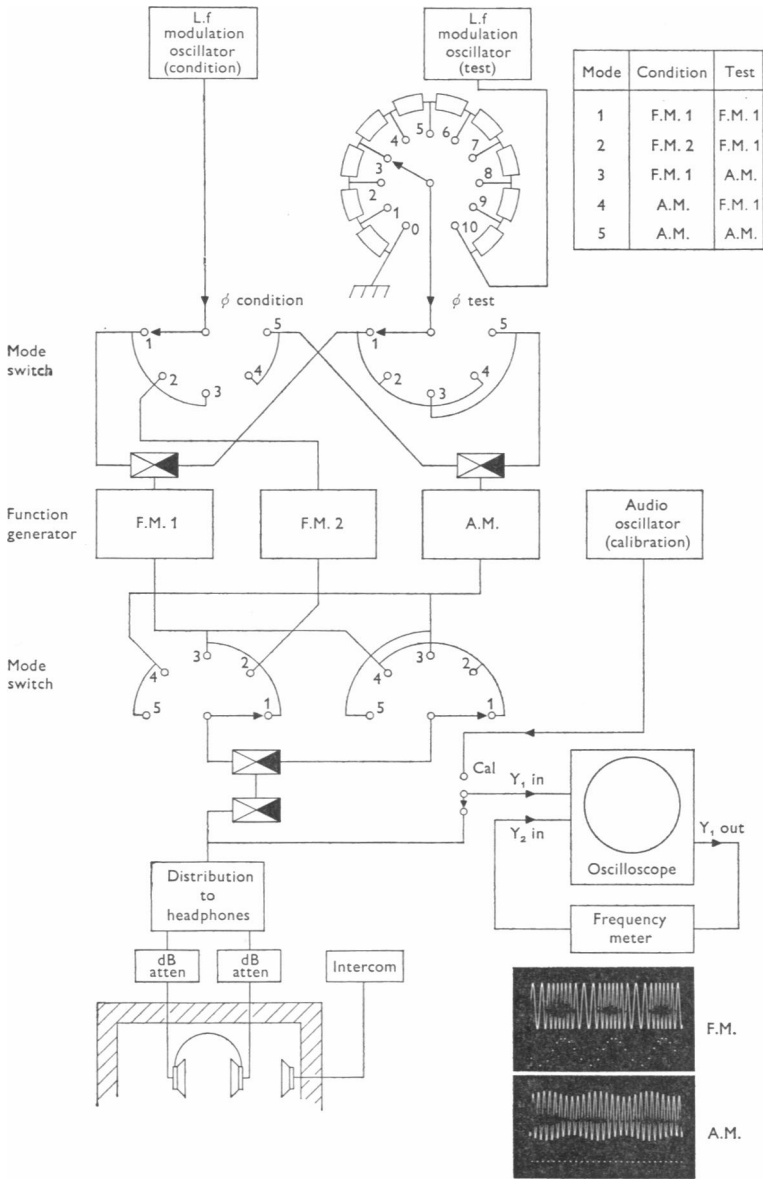 L.f
modulation
oscillator
(condition)
L.f
modulation
oscillator
(test)
Mode Condition Test
1 F.M. 1 F.M. 1
2 F.M. 2 F.M. 1
3 F.M. 1 A.M.
4 A.M. F.M. 1
5 A.M. A.M.
0
1
2
3
4
5
6
7
8
9
10
ϕ condition
ϕ test
Mode
switch
1
2
3
4
5
1
2
3
4
5
Function
generator
F.M. 1
F.M. 2
A.M.
Audio
oscillator
(calibration)
Mode
switch
5
4
3
2
1
5
4
3
2
1
Cal
Y₁ in
Y₂ in
Y₁ out
Oscilloscope
Frequency
meter
Distribution
to
headphones
dB
atten
dB
atten
Intercom
F.M.
A.M.